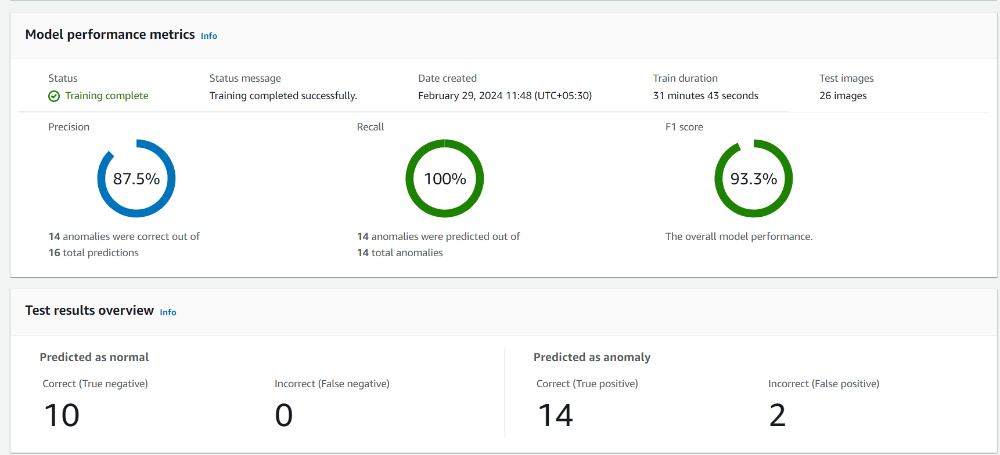 Model performance metrics Info
Status Status message Date created Train duration Test images
Training complete Training completed successfully. February 29, 2024 11:48 (UTC+05:30) 31 minutes 43 seconds 26 images
Precision Recall F1 score
87.5% 100% 93.3%
14 anomalies were correct out of 14 anomalies were predicted out of The overall model performance.
16 total predictions 14 total anomalies
Test results overview Info
Predicted as normal Predicted as anomaly
Correct (True negative) Incorrect (False negative) Correct (True positive) Incorrect (False positive)
10 0 14 2